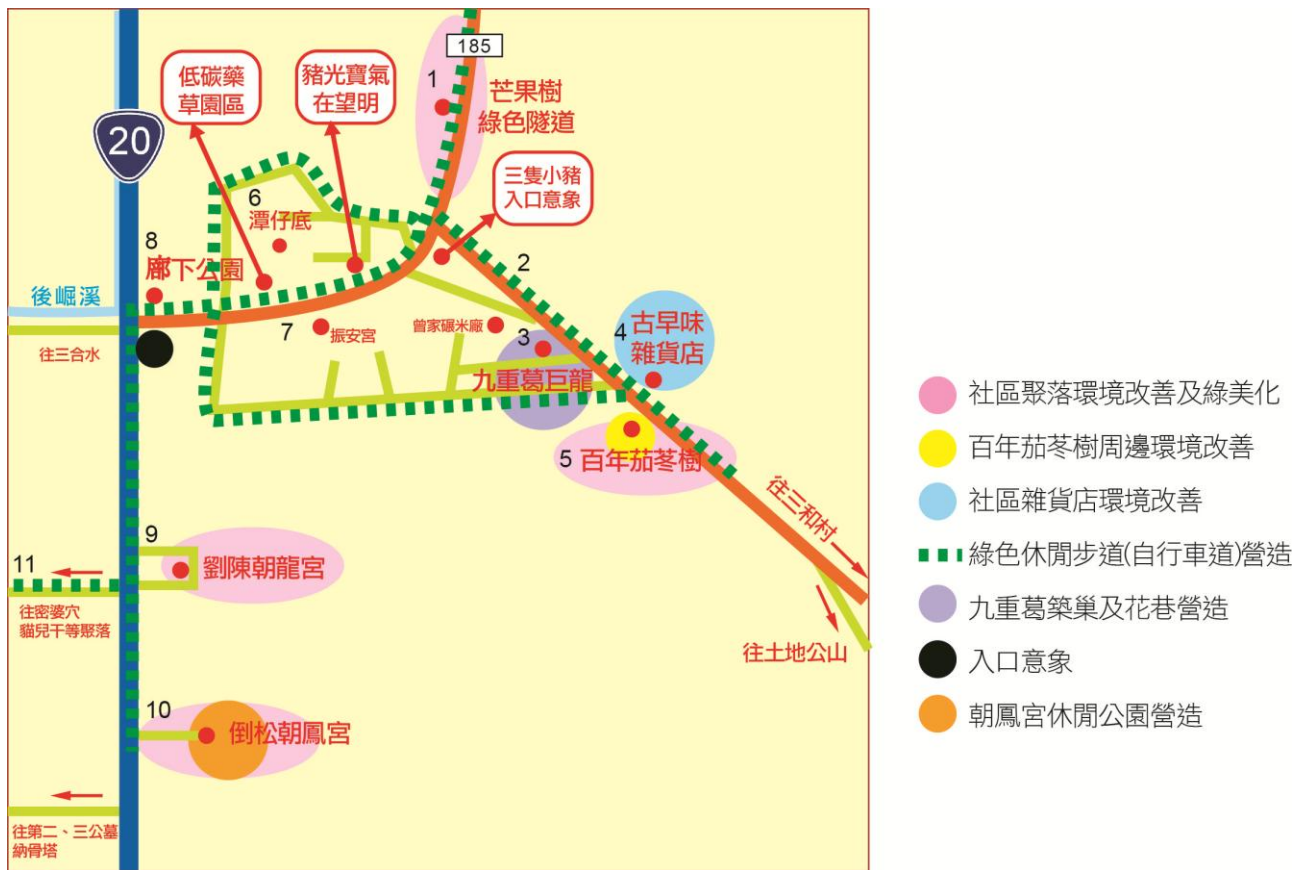 185
低碳藥
草園區
豬光寶氣
在望明
1
芒果樹
綠色隧道
20
三隻小豬
入口意象
6
潭仔底
2
8
廍下公園
後崛溪
往三合水
7
振安宮
曾家碾米廠
3
九重葛巨龍
4
古早味
雜貨店
5
百年茄苳樹
往三和村
往土地公山
9
劉陳朝龍宮
11
往密婆穴
貓兒干等聚落
10
倒松朝鳳宮
往第二、三公墓
納骨塔
社區聚落環境改善及綠美化
百年茄苳樹周邊環境改善
社區雜貨店環境改善
綠色休閒步道(自行車道)營造
九重葛築巢及花巷營造
入口意象
朝鳳宮休閒公園營造